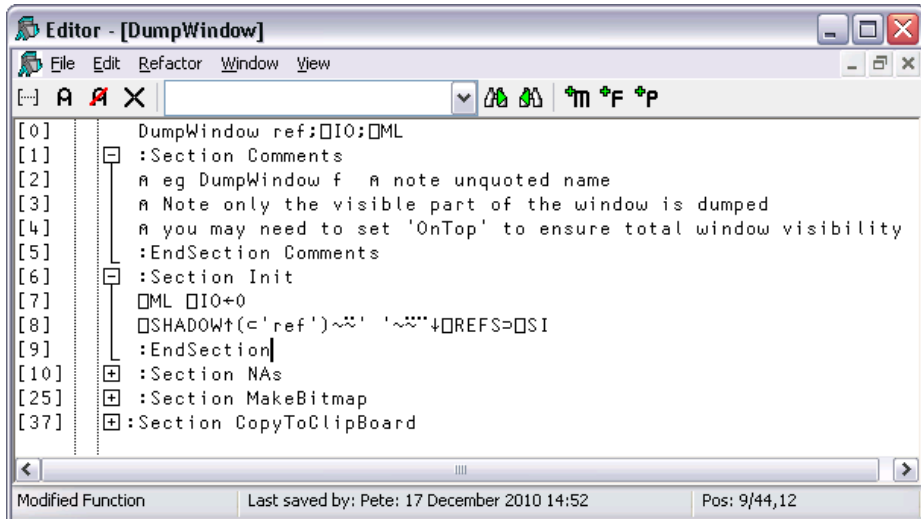 Editor - [DumpWindow]
File Edit Refactor Window View
[0] DumpWindow ref;⎕IO;⎕ML
[1] :Section Comments
[2] ⍝ eg DumpWindow f ⍝ note unquoted name
[3] ⍝ Note only the visible part of the window is dumped
[4] ⍝ you may need to set 'OnTop' to ensure total window visibility
[5] :EndSection Comments
[6] :Section Init
[7] ⎕ML ⎕IO←0
[8] ⎕SHADOW↑(⊂'ref')~⍨' '~⍨¨↓⎕REFS⊃⎕SI
[9] :EndSection
[10] :Section NAs
[25] :Section MakeBitmap
[37] :Section CopyToClipBoard
Modified Function Last saved by: Pete: 17 December 2010 14:52 Pos: 9/44,12